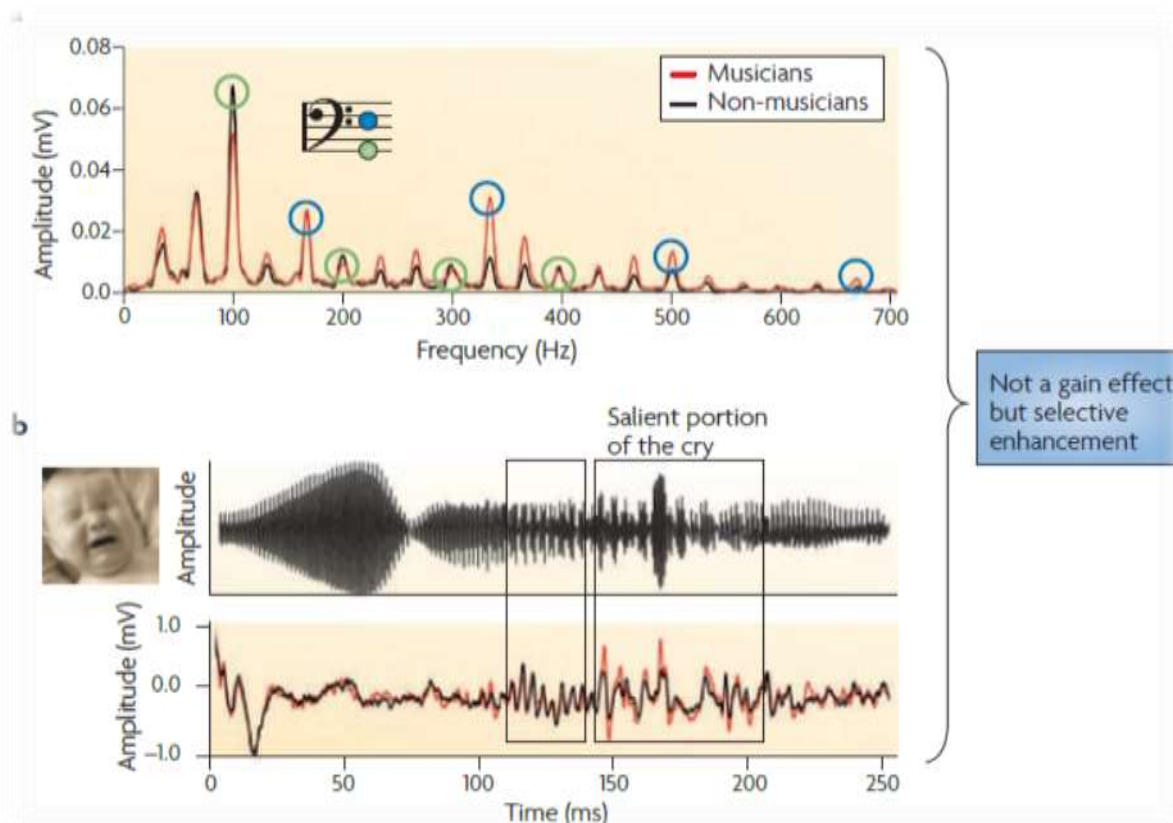 a
0.08
0.06
0.04
0.02
0.0
Amplitude (mV)
Musicians
Non-musicians
0 100 200 300 400 500 600 700
Frequency (Hz)
Not a gain effect
but selective
enhancement
b
Salient portion
of the cry
Amplitude
Amplitude (mV)
1.0
0.0
–1.0
0 50 100 150 200 250
Time (ms)